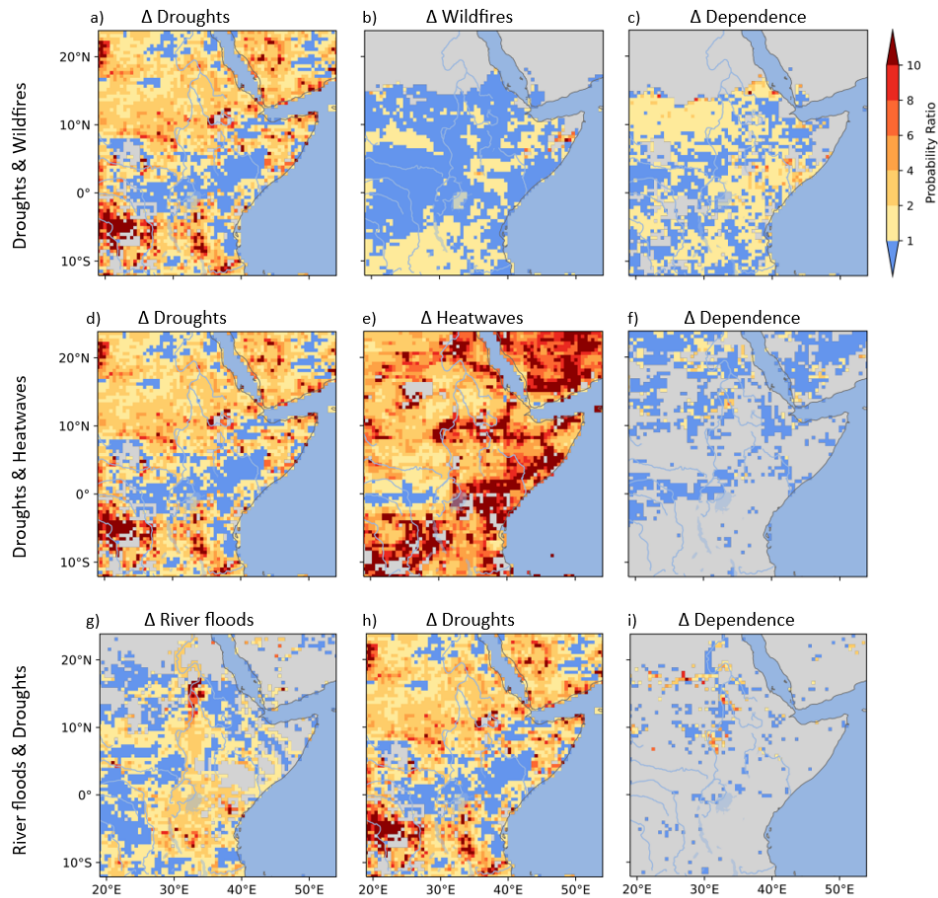 a) Δ Droughts b) Δ Wildfires c) Δ Dependence
Droughts & Wildfires
20°N
10°N
0°
10°S
10
8
6
4
2
1
Probability Ratio
d) Δ Droughts e) Δ Heatwaves f) Δ Dependence
Droughts & Heatwaves
20°N
10°N
0°
10°S
g) Δ River floods h) Δ Droughts i) Δ Dependence
River floods & Droughts
20°N
10°N
0°
10°S
20°E 30°E 40°E 50°E 20°E 30°E 40°E 50°E 20°E 30°E 40°E 50°E